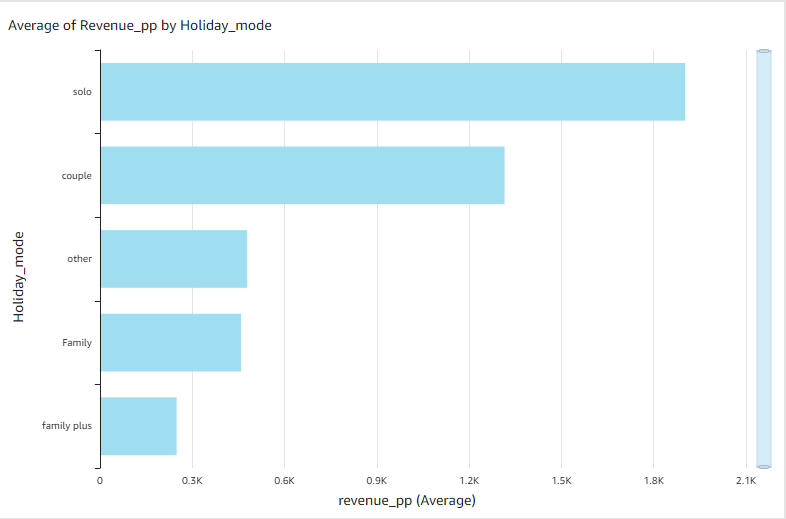 Average of Revenue_pp by Holiday_mode
Holiday_mode
solo
couple
other
Family
family plus
0 0.3K 0.6K 0.9K 1.2K 1.5K 1.8K 2.1K
revenue_pp (Average)